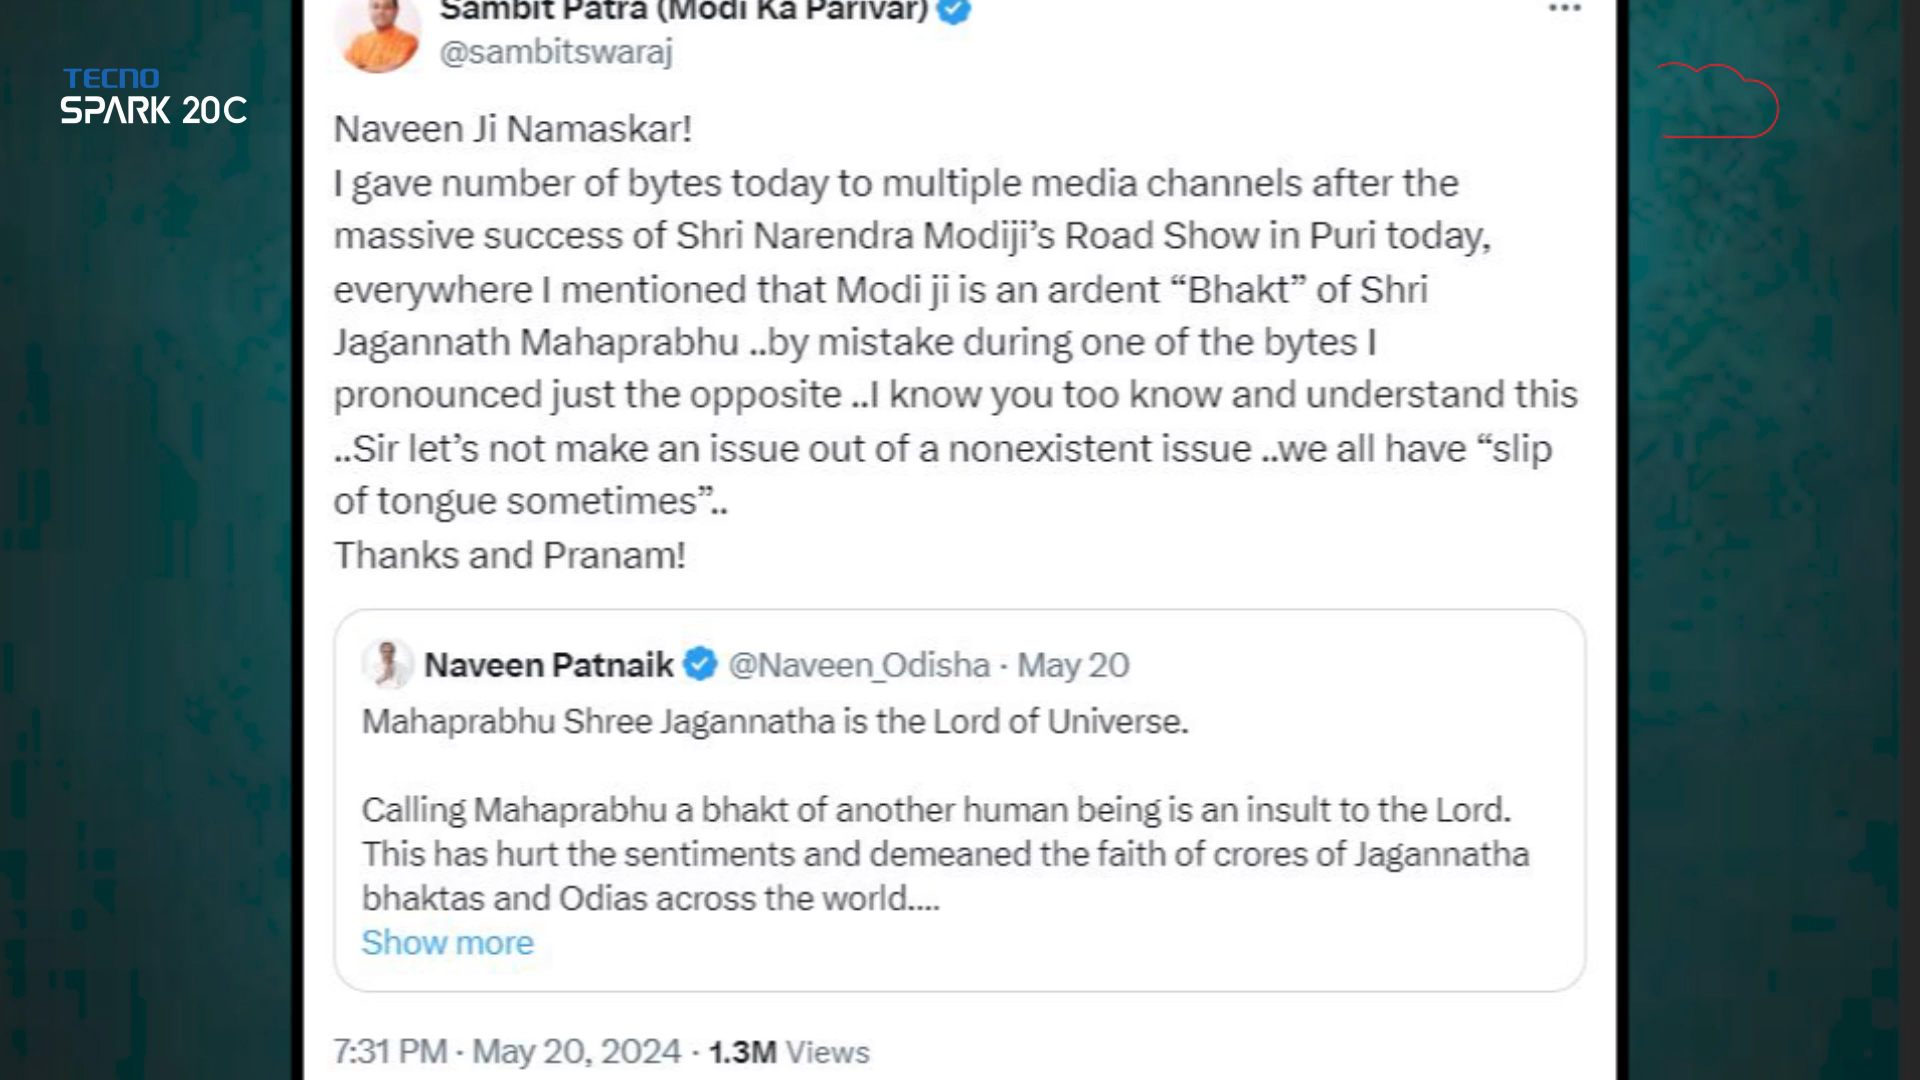 Sambit Patra (Modi Ka Parivar)
@sambitswaraj
TECNO
SPARK 20C
Naveen Ji Namaskar!
I gave number of bytes today to multiple media channels after the
massive success of Shri Narendra Modiji’s Road Show in Puri today,
everywhere I mentioned that Modi ji is an ardent “Bhakt” of Shri
Jagannath Mahaprabhu ..by mistake during one of the bytes I
pronounced just the opposite ..I know you too know and understand this
..Sir let’s not make an issue out of a nonexistent issue ..we all have “slip
of tongue sometimes”..
Thanks and Pranam!
Naveen Patnaik @Naveen_Odisha · May 20
Mahaprabhu Shree Jagannatha is the Lord of Universe.
Calling Mahaprabhu a bhakt of another human being is an insult to the Lord.
This has hurt the sentiments and demeaned the faith of crores of Jagannatha
bhaktas and Odias across the world....
Show more
7:31 PM · May 20, 2024 · 1.3M Views